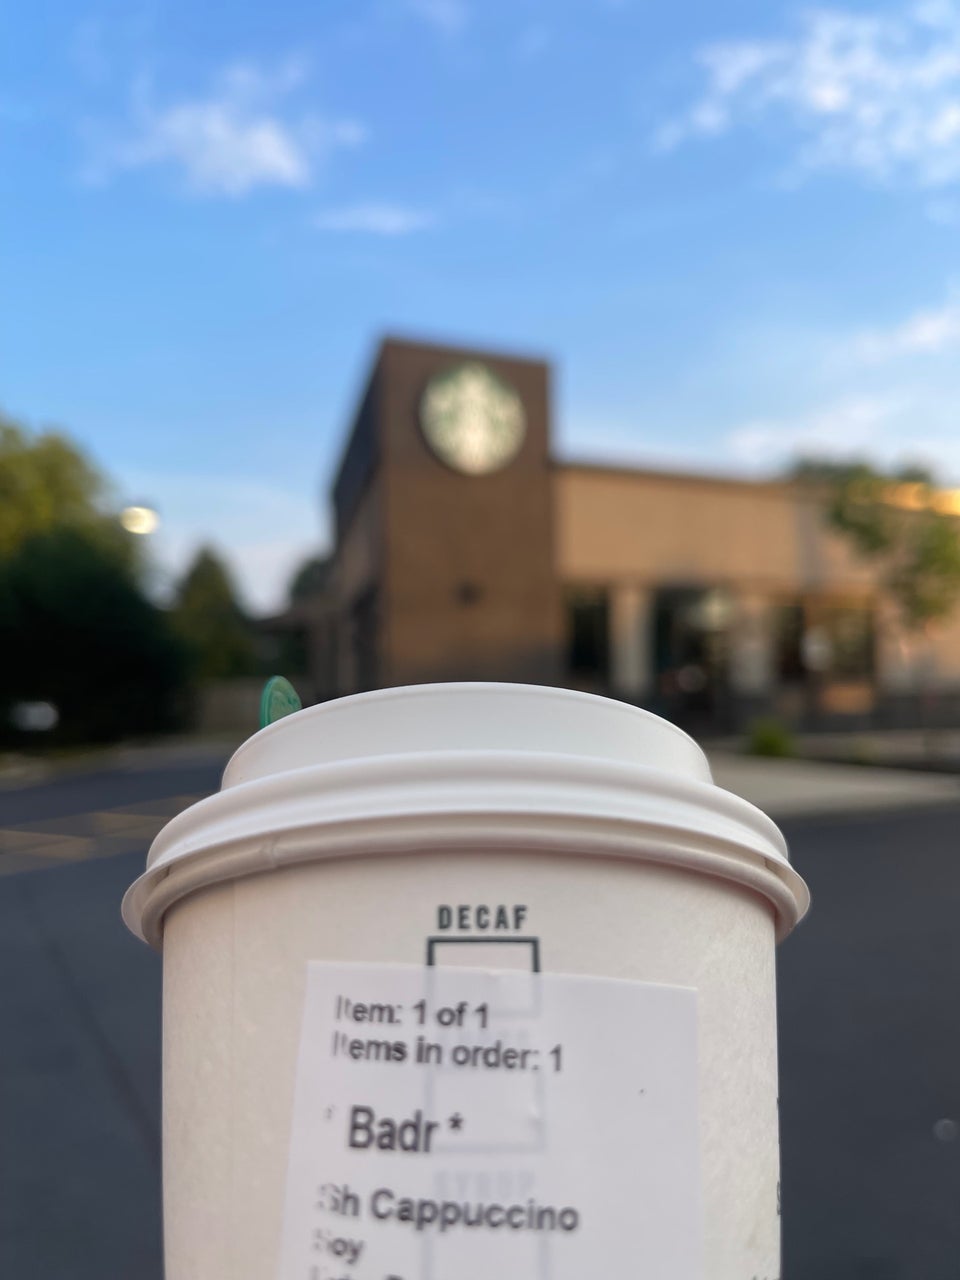 DECAF
Item: 1 of 1
Items in order: 1
* Badr *
Sh Cappuccino
Soy